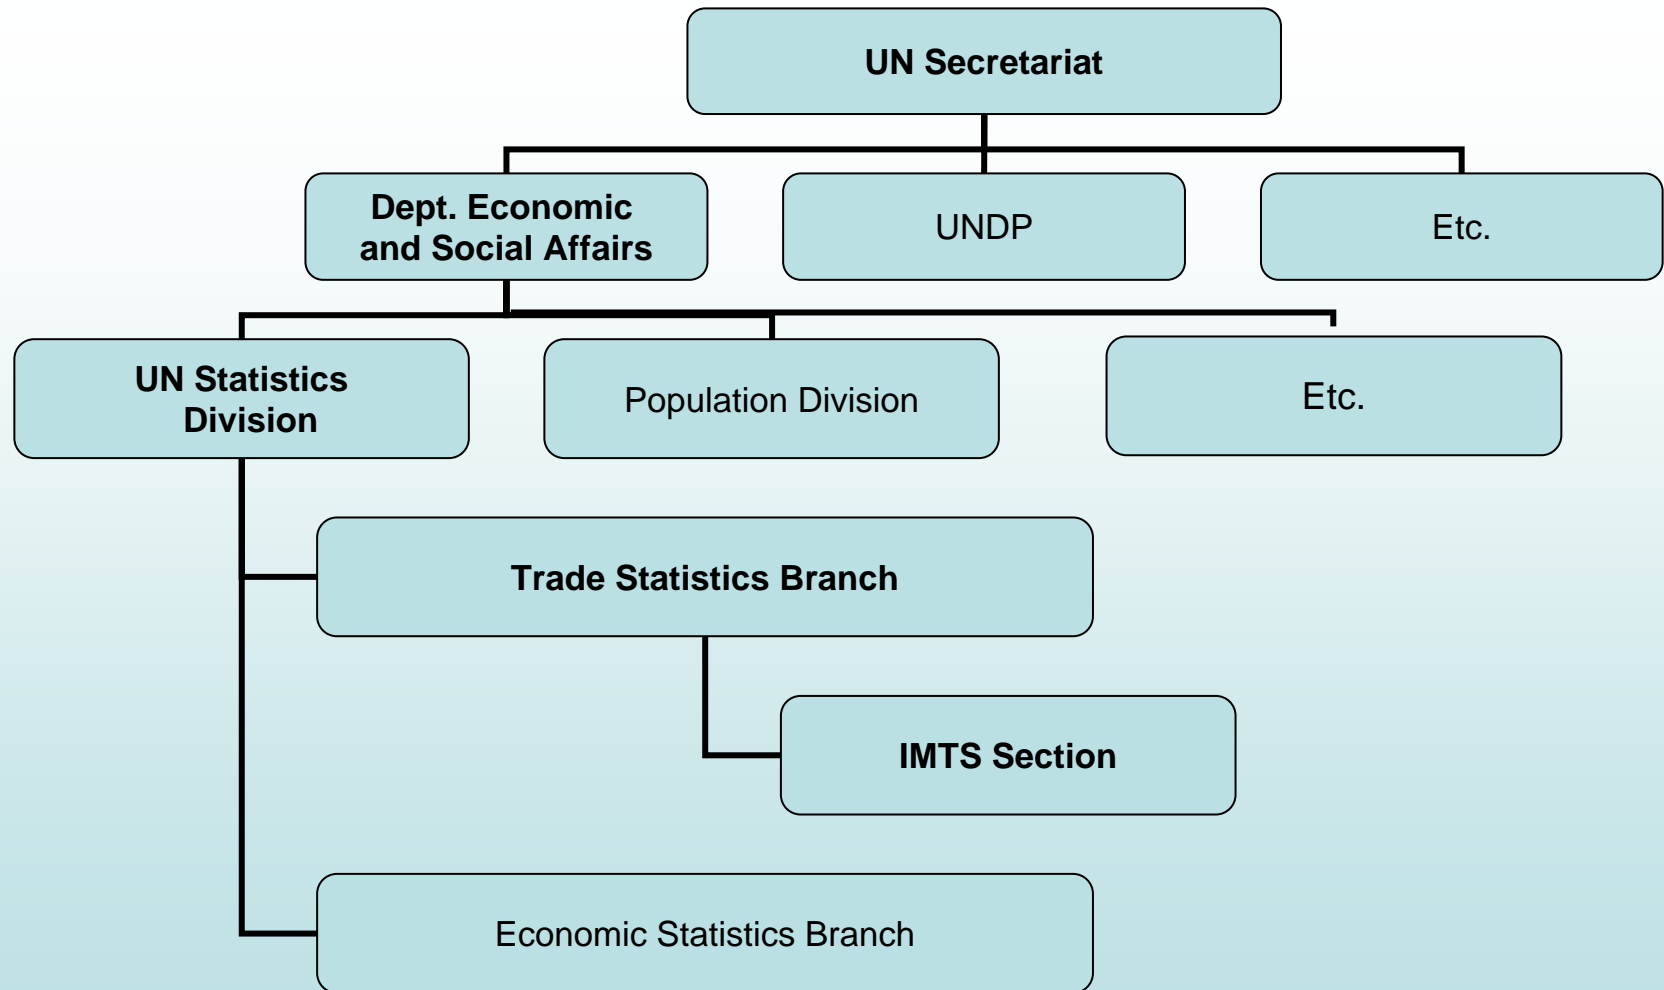 UN Secretariat
Dept. Economic
and Social Affairs
UNDP
Etc.
UN Statistics
Division
Population Division
Etc.
Trade Statistics Branch
IMTS Section
Economic Statistics Branch